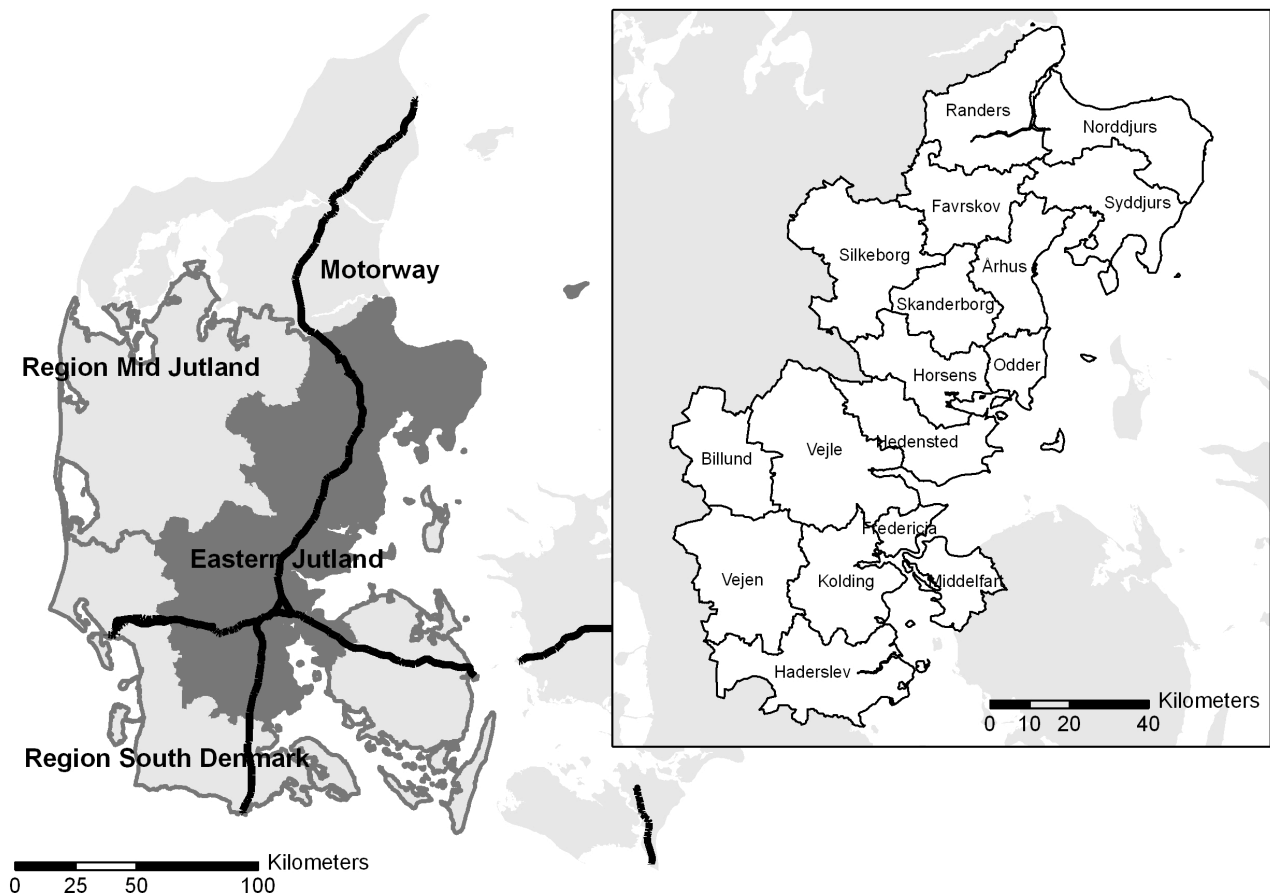 Motorway
Region Mid Jutland
Eastern Jutland
Region South Denmark
Kilometers
0 25 50 100
Randers
Norddjurs
Favrskov
Syddjurs
Silkeborg
Århus
Skanderborg
Odder
Horsens
Hedensted
Vejle
Billund
Fredericia
Vejen
Kolding
Middelfart
Haderslev
Kilometers
0 10 20 40